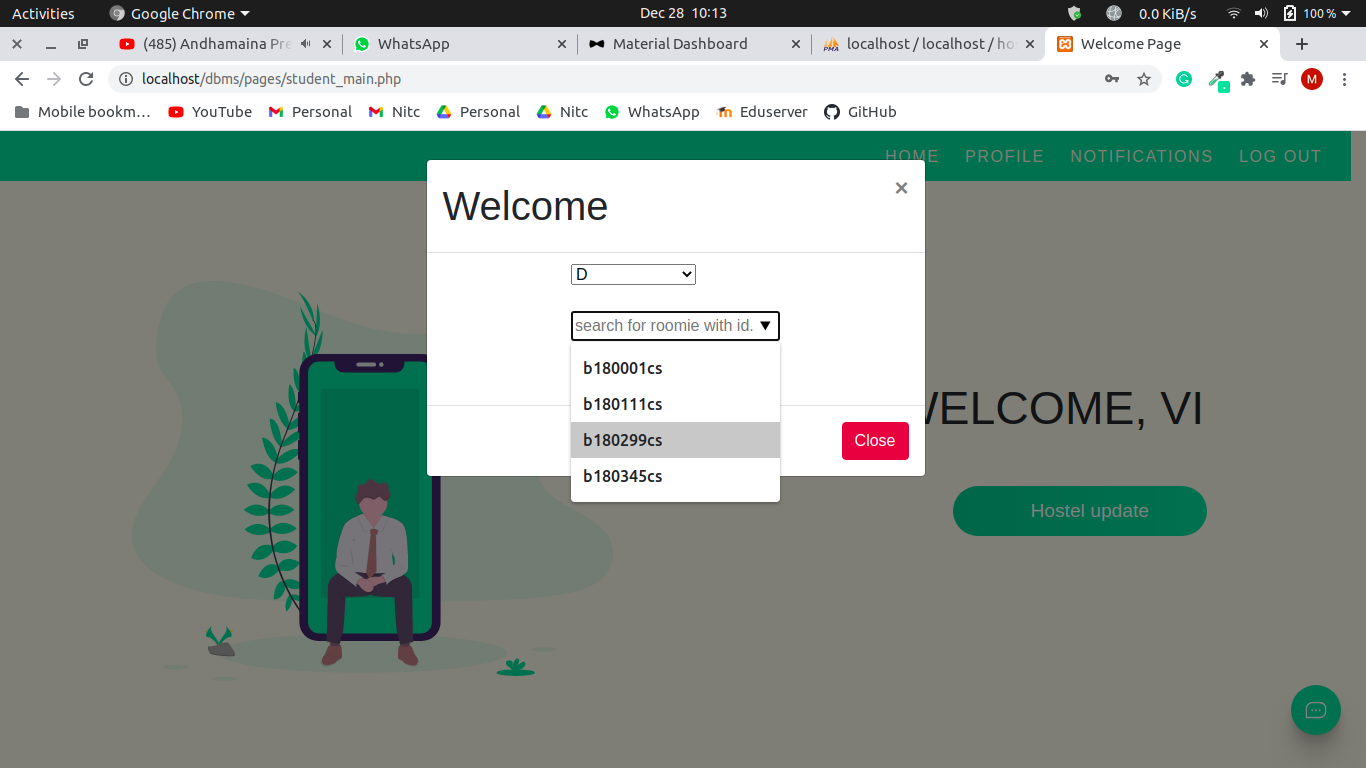 Activities Google Chrome Dec 28 10:13 0.0 KiB/s 100 %
(485) Andhamaina Pre WhatsApp Material Dashboard localhost / localhost / ho Welcome Page
localhost/dbms/pages/student_main.php M
Mobile bookm… YouTube Personal Nitc Personal Nitc WhatsApp Eduserver GitHub
HOME PROFILE NOTIFICATIONS LOG OUT
Welcome ×
D
search for roomie with id.
b180001cs
b180111cs
b180299cs
b180345cs
Close
WELCOME, VI
Hostel update